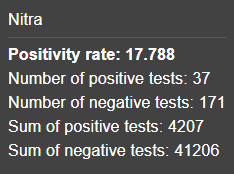 Nitra
Positivity rate: 17.788
Number of positive tests: 37
Number of negative tests: 171
Sum of positive tests: 4207
Sum of negative tests: 41206